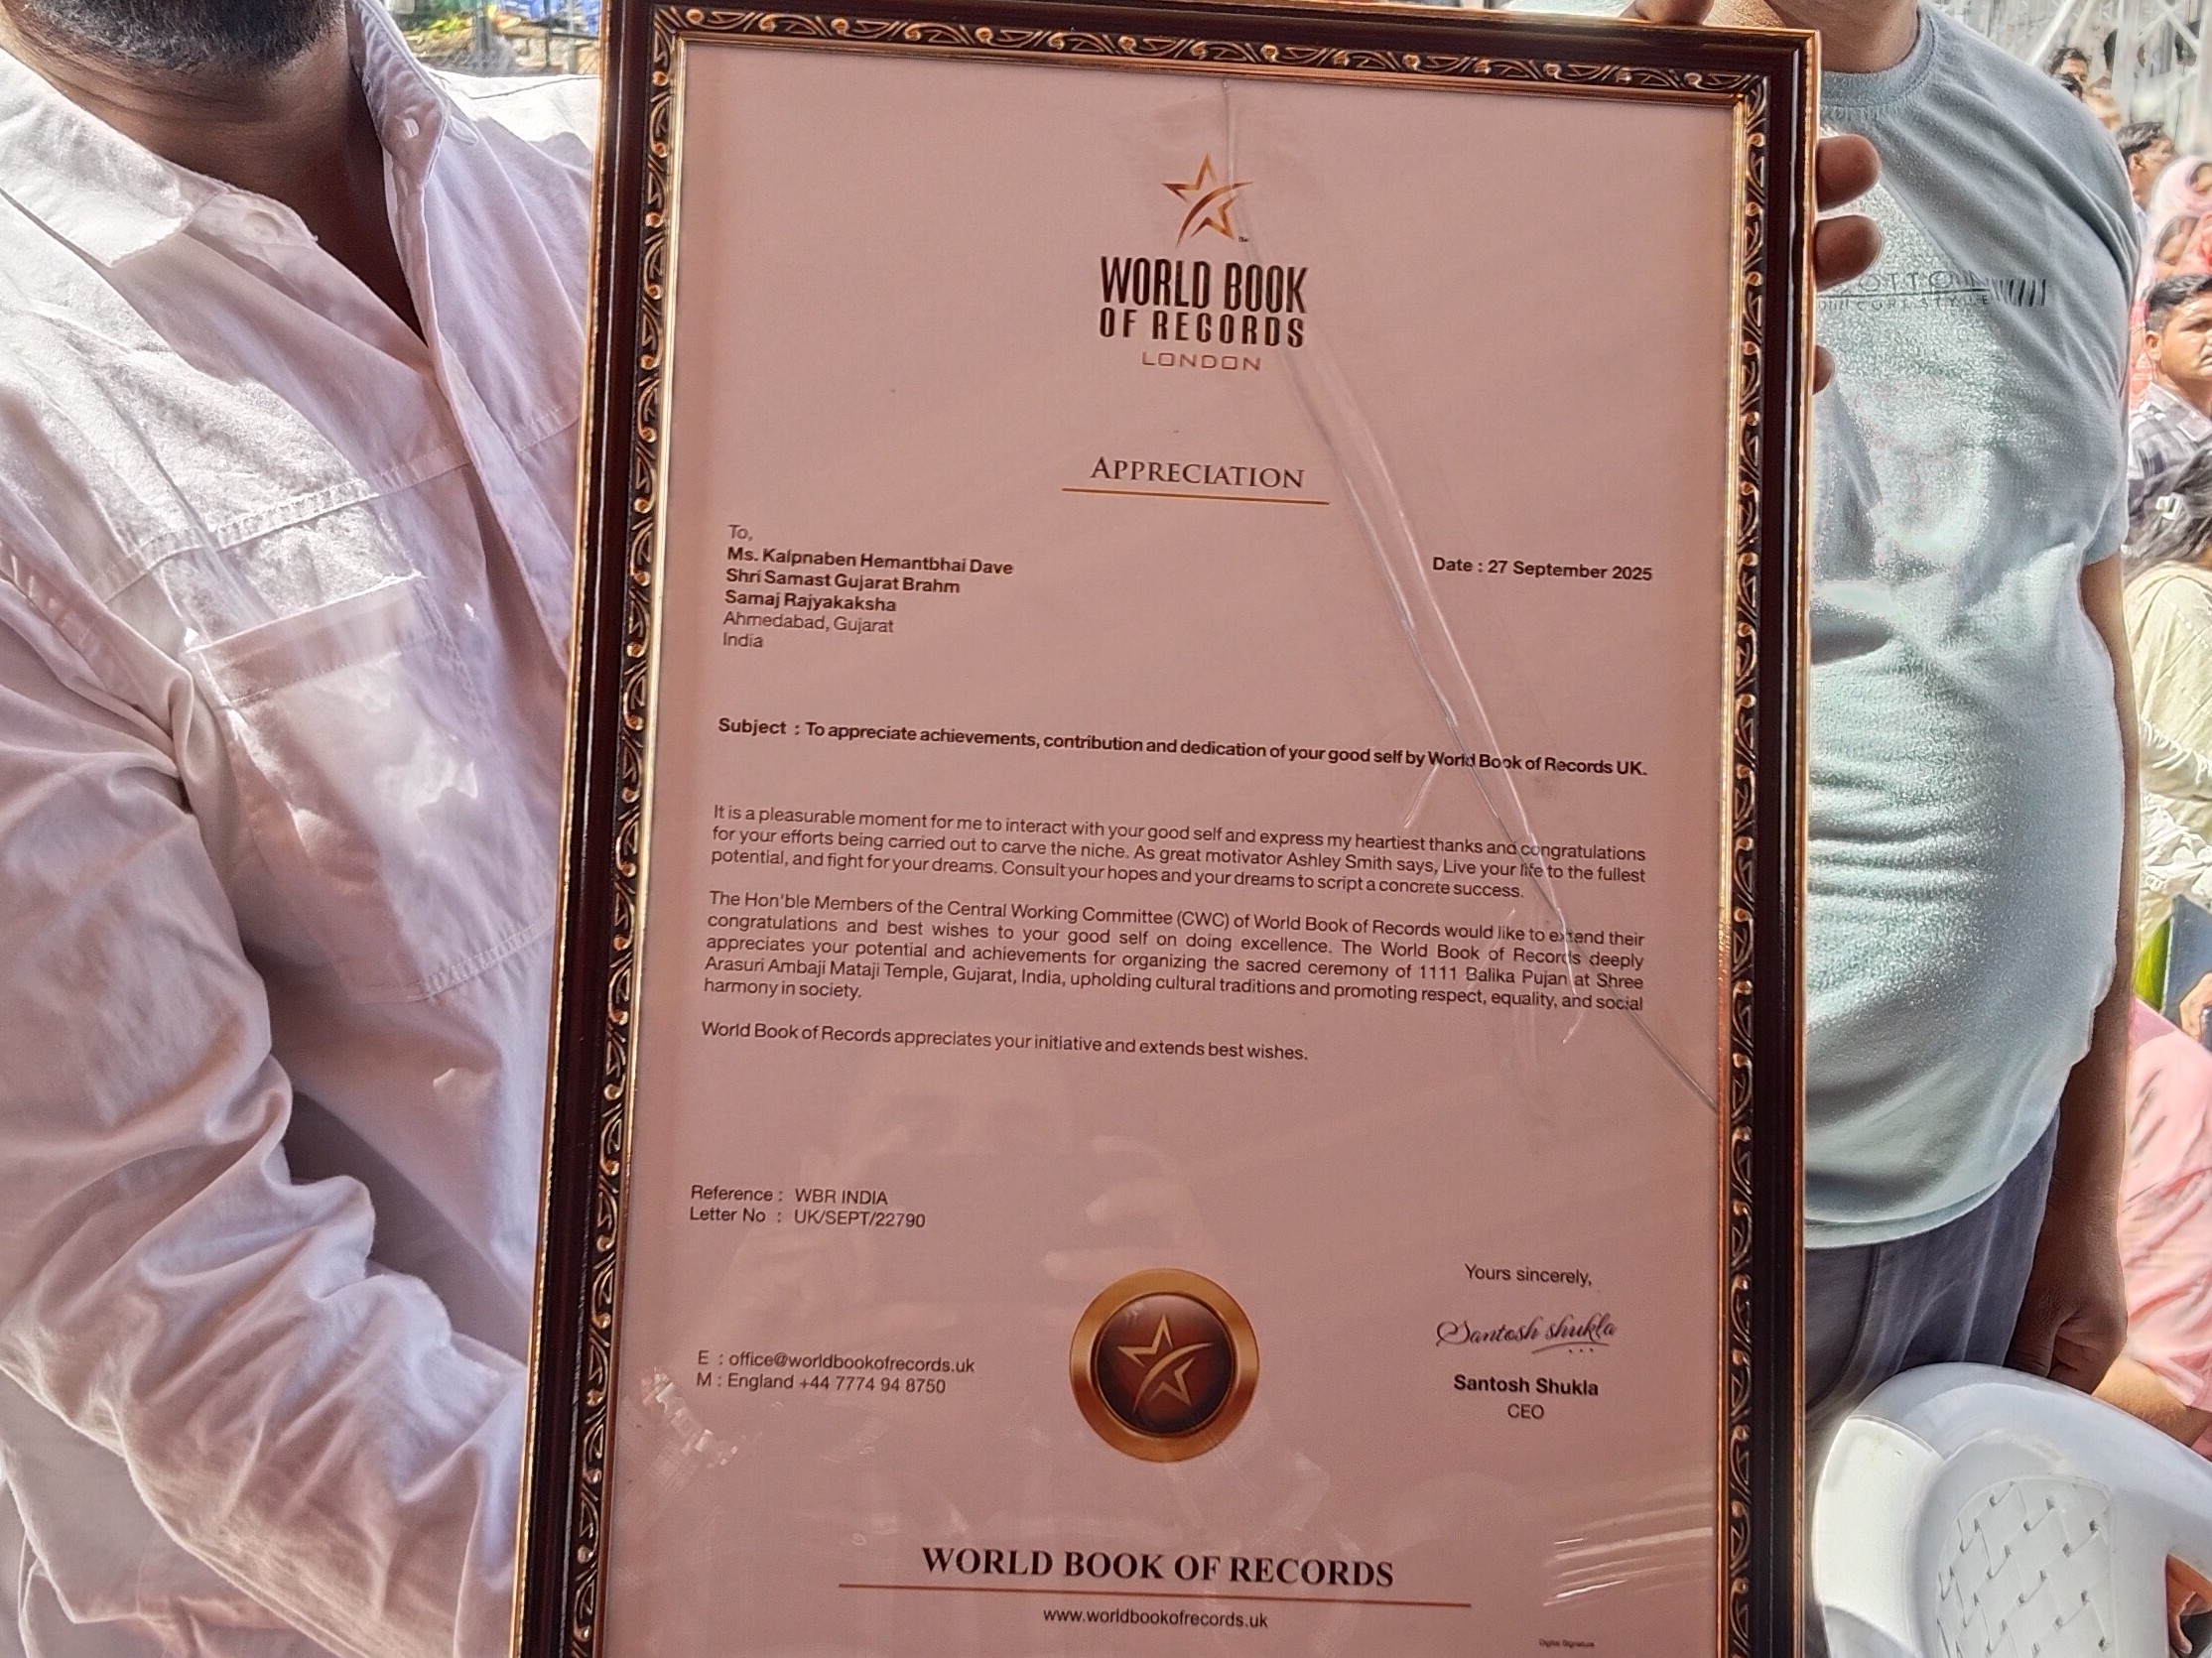 WORLD BOOK
OF RECORDS
LONDON
APPRECIATION
To,
Ms. Kalpnaben Hemantbhai Dave
Shri Samast Gujarat Brahm
Samaj Rajyakaksha
Ahmedabad, Gujarat
India
Date : 27 September 2025
Subject : To appreciate achievements, contribution and dedication of your good self by World Book of Records UK.
It is a pleasurable moment for me to interact with your good self and express my heartiest thanks and congratulations
for your efforts being carried out to carve the niche. As great motivator Ashley Smith says, Live your life to the fullest
potential, and fight for your dreams. Consult your hopes and your dreams to script a concrete success.
The Hon'ble Members of the Central Working Committee (CWC) of World Book of Records would like to extend their
congratulations and best wishes to your good self on doing excellence. The World Book of Records deeply
appreciates your potential and achievements for organizing the sacred ceremony of 1111 Balika Pujan at Shree
Arasuri Ambaji Mataji Temple, Gujarat, India, upholding cultural traditions and promoting respect, equality, and social
harmony in society.
World Book of Records appreciates your initiative and extends best wishes.
Reference : WBR INDIA
Letter No : UK/SEPT/22790
E : office@worldbookofrecords.uk
M : England +44 7774 94 8750
Yours sincerely,
Santosh Shukla
Santosh Shukla
CEO
WORLD BOOK OF RECORDS
www.worldbookofrecords.uk
Digital Signature